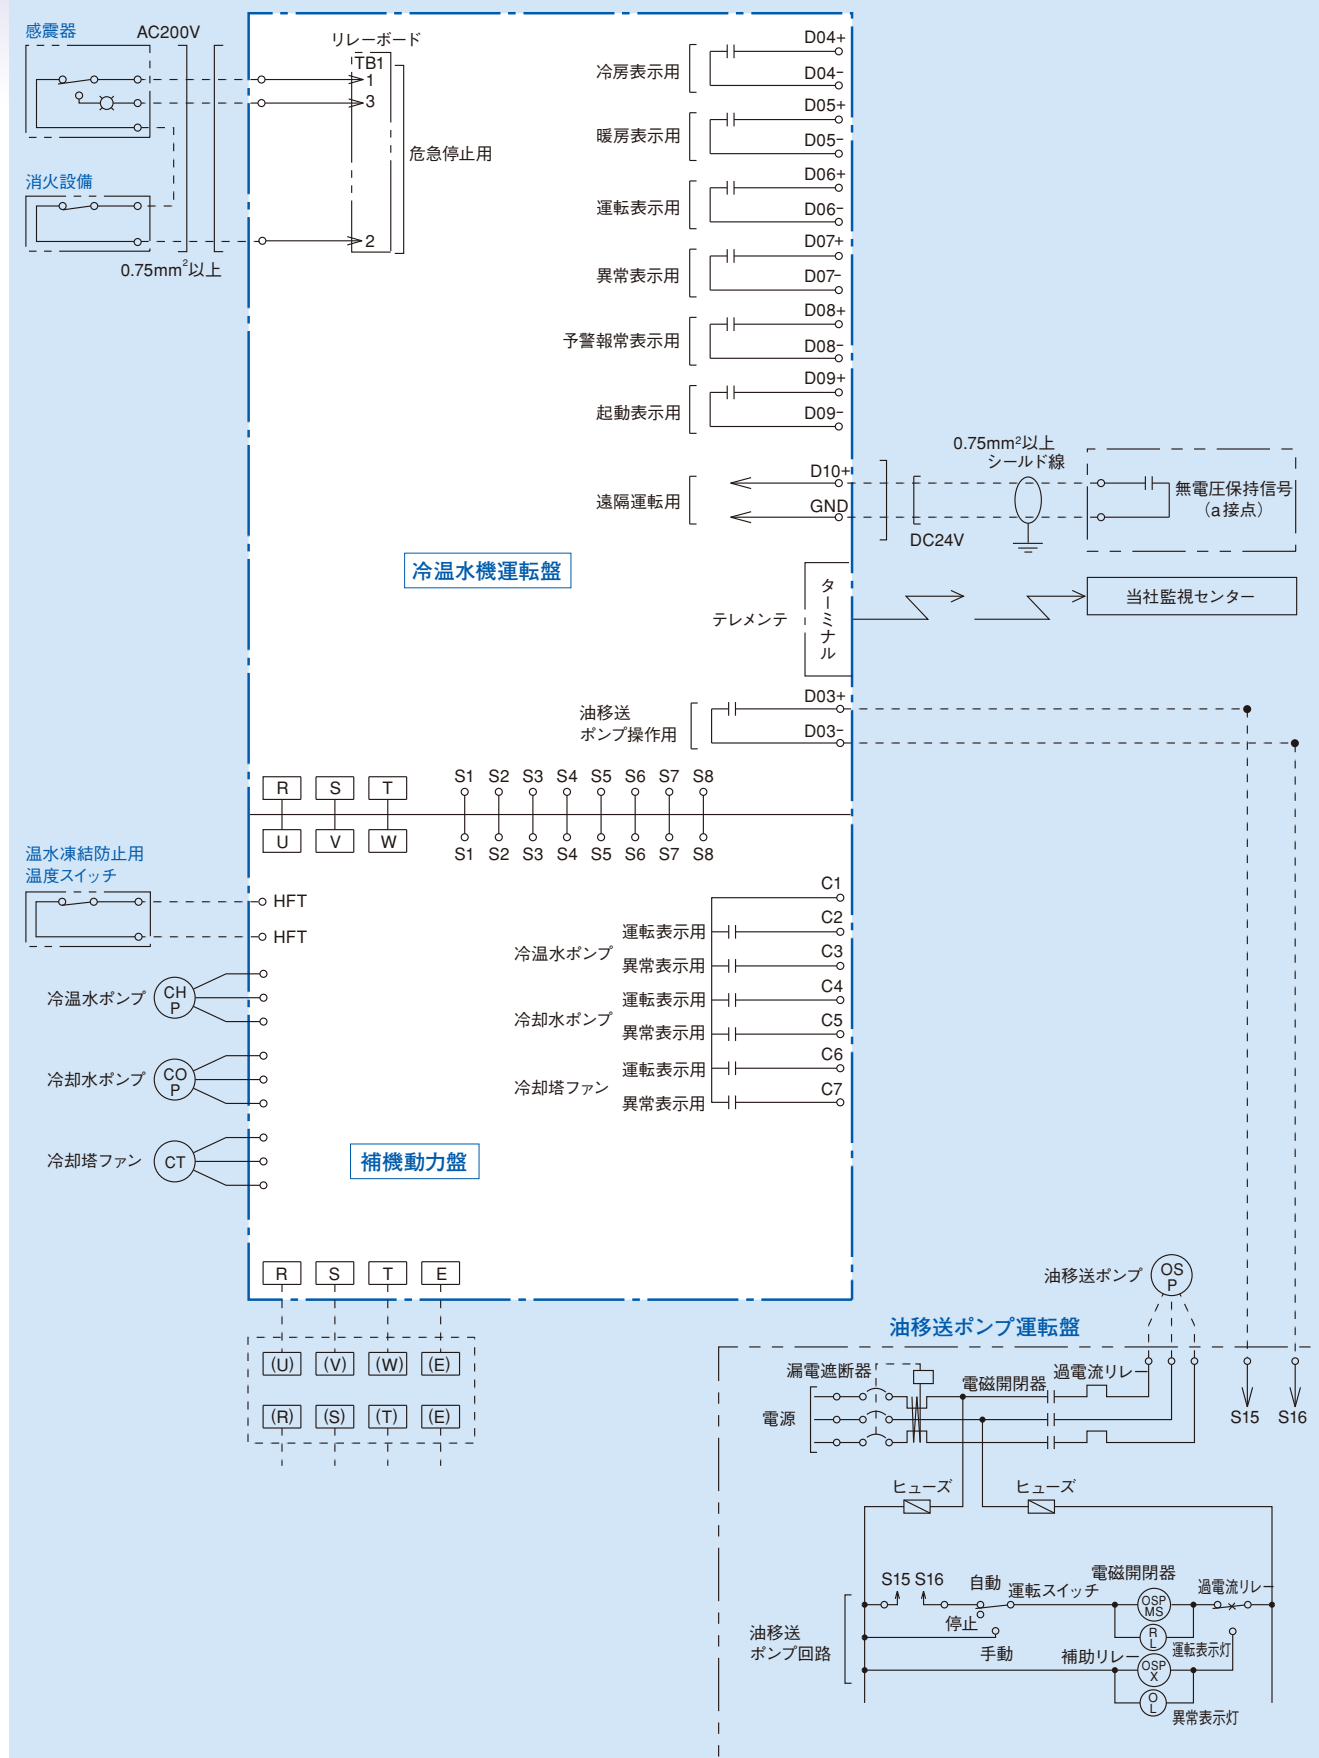 感震器
AC200V
リレーボード
TB1
1
3
危急停止用
消火設備
2
0.75mm²以上
冷房表示用
D04+
D04-
暖房表示用
D05+
D05-
運転表示用
D06+
D06-
異常表示用
D07+
D07-
予警報常表示用
D08+
D08-
起動表示用
D09+
D09-
遠隔運転用
D10+
GND
DC24V
0.75mm²以上
シールド線
無電圧保持信号
（a接点）
冷温水機運転盤
テレメンテ
ターミナル
当社監視センター
油移送
ポンプ操作用
D03+
D03-
R S T
S1 S2 S3 S4 S5 S6 S7 S8
U V W
S1 S2 S3 S4 S5 S6 S7 S8
温水凍結防止用
温度スイッチ
HFT
HFT
冷温水ポンプ
CH
P
冷却水ポンプ
CO
P
冷却塔ファン
CT
C1
冷温水ポンプ
運転表示用
C2
異常表示用
C3
冷却水ポンプ
運転表示用
C4
異常表示用
C5
冷却塔ファン
運転表示用
C6
異常表示用
C7
補機動力盤
R S T E
(U) (V) (W) (E)
(R) (S) (T) (E)
油移送ポンプ
OS
P
油移送ポンプ運転盤
漏電遮断器
電磁開閉器
過電流リレー
電源
S15
S16
ヒューズ
ヒューズ
油移送
ポンプ回路
S15 S16
自動
停止
手動
運転スイッチ
電磁開閉器
OSP
MS
過電流リレー
R
L
運転表示灯
補助リレー
OSP
X
O
L
異常表示灯